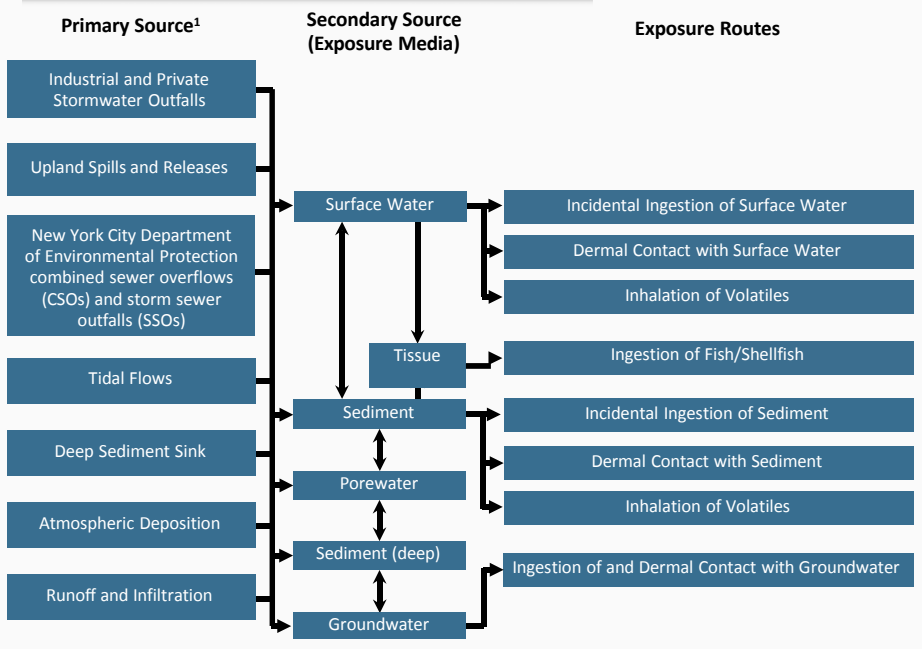 Primary Source¹
Secondary Source
(Exposure Media)
Exposure Routes
Industrial and Private
Stormwater Outfalls
Upland Spills and Releases
New York City Department
of Environmental Protection
combined sewer overflows
(CSOs) and storm sewer
outfalls (SSOs)
Tidal Flows
Deep Sediment Sink
Atmospheric Deposition
Runoff and Infiltration
Surface Water
Tissue
Sediment
Porewater
Sediment (deep)
Groundwater
Incidental Ingestion of Surface Water
Dermal Contact with Surface Water
Inhalation of Volatiles
Ingestion of Fish/Shellfish
Incidental Ingestion of Sediment
Dermal Contact with Sediment
Inhalation of Volatiles
Ingestion of and Dermal Contact with Groundwater